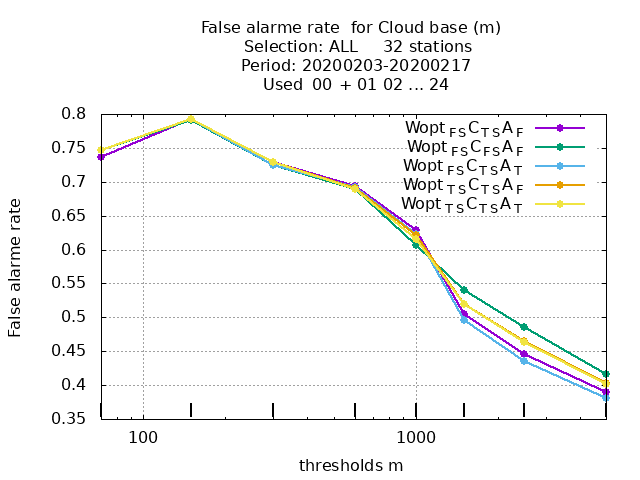 False alarme rate for Cloud base (m)
Selection: ALL 32 stations
Period: 20200203-20200217
Used 00 + 01 02 ... 24
0.8
0.75
0.7
0.65
0.6
0.55
0.5
0.45
0.4
0.35
False alarme rate
Wopt FS C TS A F
Wopt FS C FS A F
Wopt FS C TS A T
Wopt TS C TS A F
Wopt TS C TS A T
100 1000
thresholds m